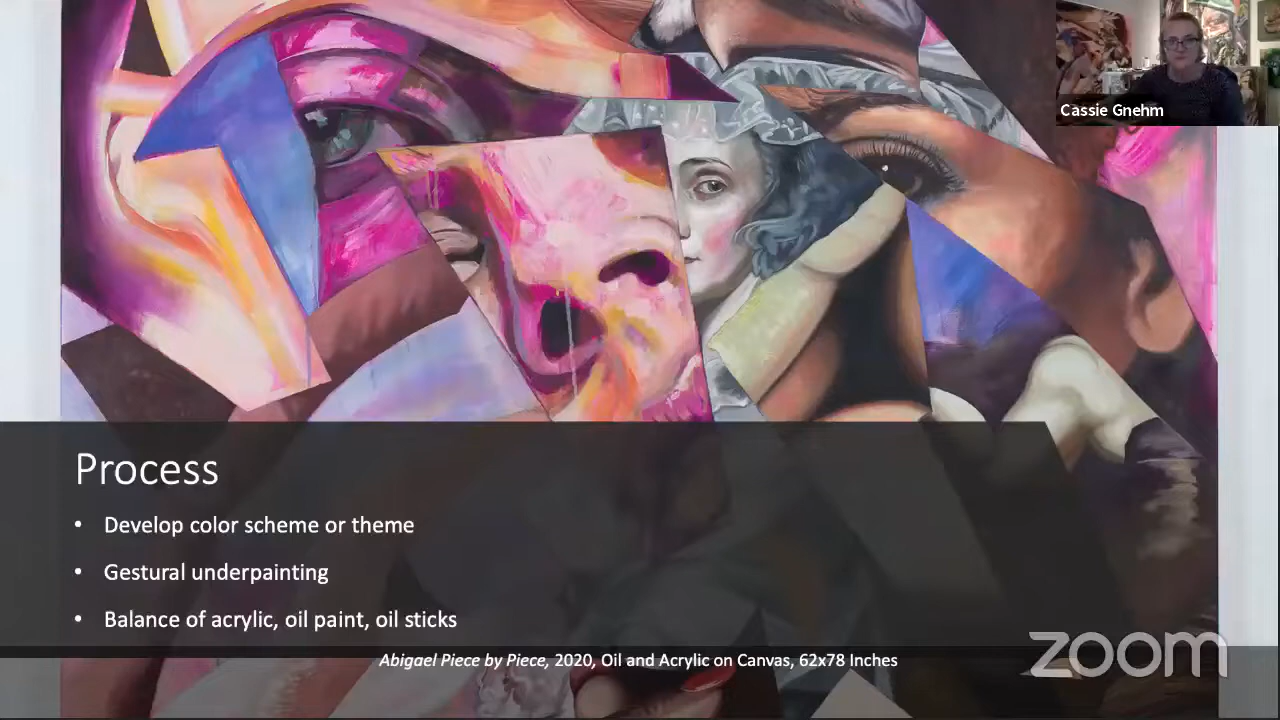 Cassie Gnehm
Process
• Develop color scheme or theme
• Gestural underpainting
• Balance of acrylic, oil paint, oil sticks
Abigael Piece by Piece, 2020, Oil and Acrylic on Canvas, 62x78 Inches
zoom